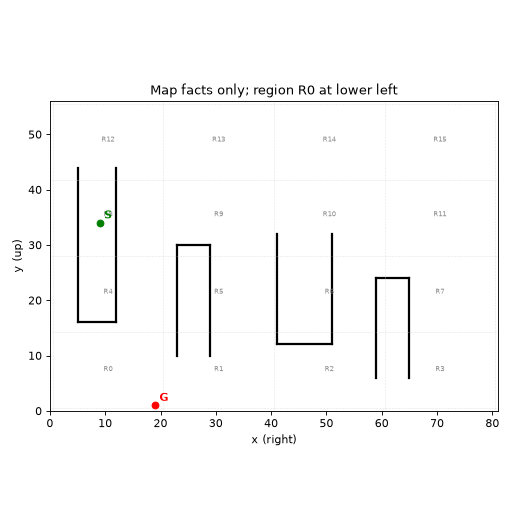 Map facts only; region R0 at lower left
50
R12
R13
R14
R15
40
S
R9
R10
R11
30
R4
R5
R7
20
10
R0
R1
R2
R3
G
0
0
10
20
30
40
50
60
70
80
x (right)
y (up)